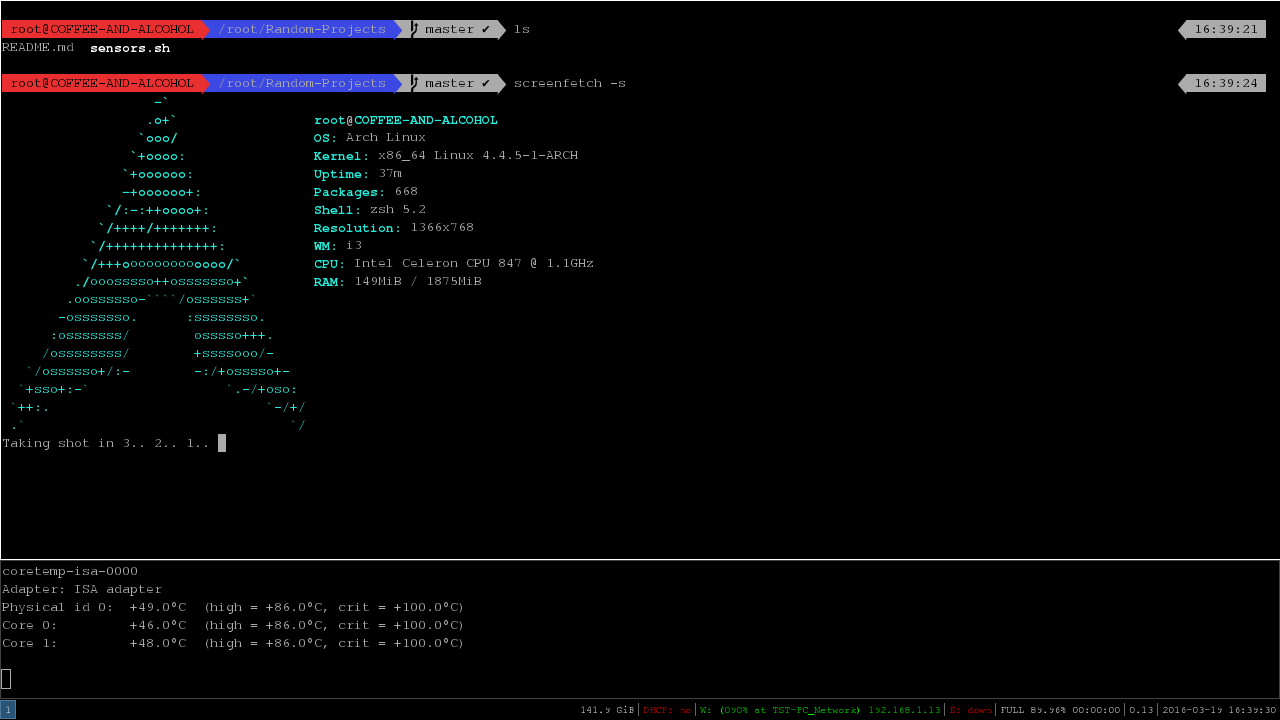 root@COFFEE-AND-ALCOHOL /root/Random-Projects master ✔ ls 16:39:21
README.md  sensors.sh
root@COFFEE-AND-ALCOHOL /root/Random-Projects master ✔ screenfetch -s 16:39:24
                   -`
                  .o+`                 root@COFFEE-AND-ALCOHOL
                 `ooo/                 OS: Arch Linux
                `+oooo:                Kernel: x86_64 Linux 4.4.5-1-ARCH
               `+oooooo:               Uptime: 37m
               -+oooooo+:              Packages: 668
             `/:-:++oooo+:             Shell: zsh 5.2
            `/++++/+++++++:            Resolution: 1366x768
           `/++++++++++++++:           WM: i3
          `/+++ooooooooooooo/`         CPU: Intel Celeron CPU 847 @ 1.1GHz
         ./ooosssso++osssssso+`        RAM: 149MiB / 1875MiB
        .oossssso-````/ossssss+`
       -osssssso.      :ssssssso.
      :osssssss/        osssso+++.
     /ossssssss/        +ssssooo/-
   `/ossssso+/:-        -:/+osssso+-
  `+sso+:-`                 `.-/+oso:
 `++:.                           `-/+/
 .`                                 `/
Taking shot in 3.. 2.. 1..
coretemp-isa-0000
Adapter: ISA adapter
Physical id 0:  +49.0°C  (high = +86.0°C, crit = +100.0°C)
Core 0:         +46.0°C  (high = +86.0°C, crit = +100.0°C)
Core 1:         +48.0°C  (high = +86.0°C, crit = +100.0°C)
1 141.9 GiB|DHCP: no|W: (090% at TST-PC_Network) 192.168.1.13|E: down|FULL 89.96% 00:00:00|0.13|2016-03-19 16:39:30